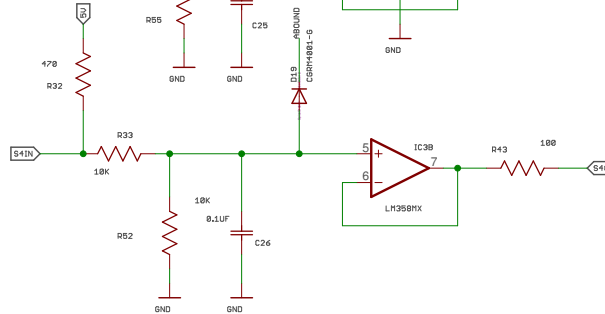 5V
R55
C25
GND
GND
GND
ABOUND
D19
CGRM4001-G
470
R32
S4IN
R33
10K
R52
10K
0.1UF
C26
GND
GND
5
6
7
IC3B
LM358MX
R43
100